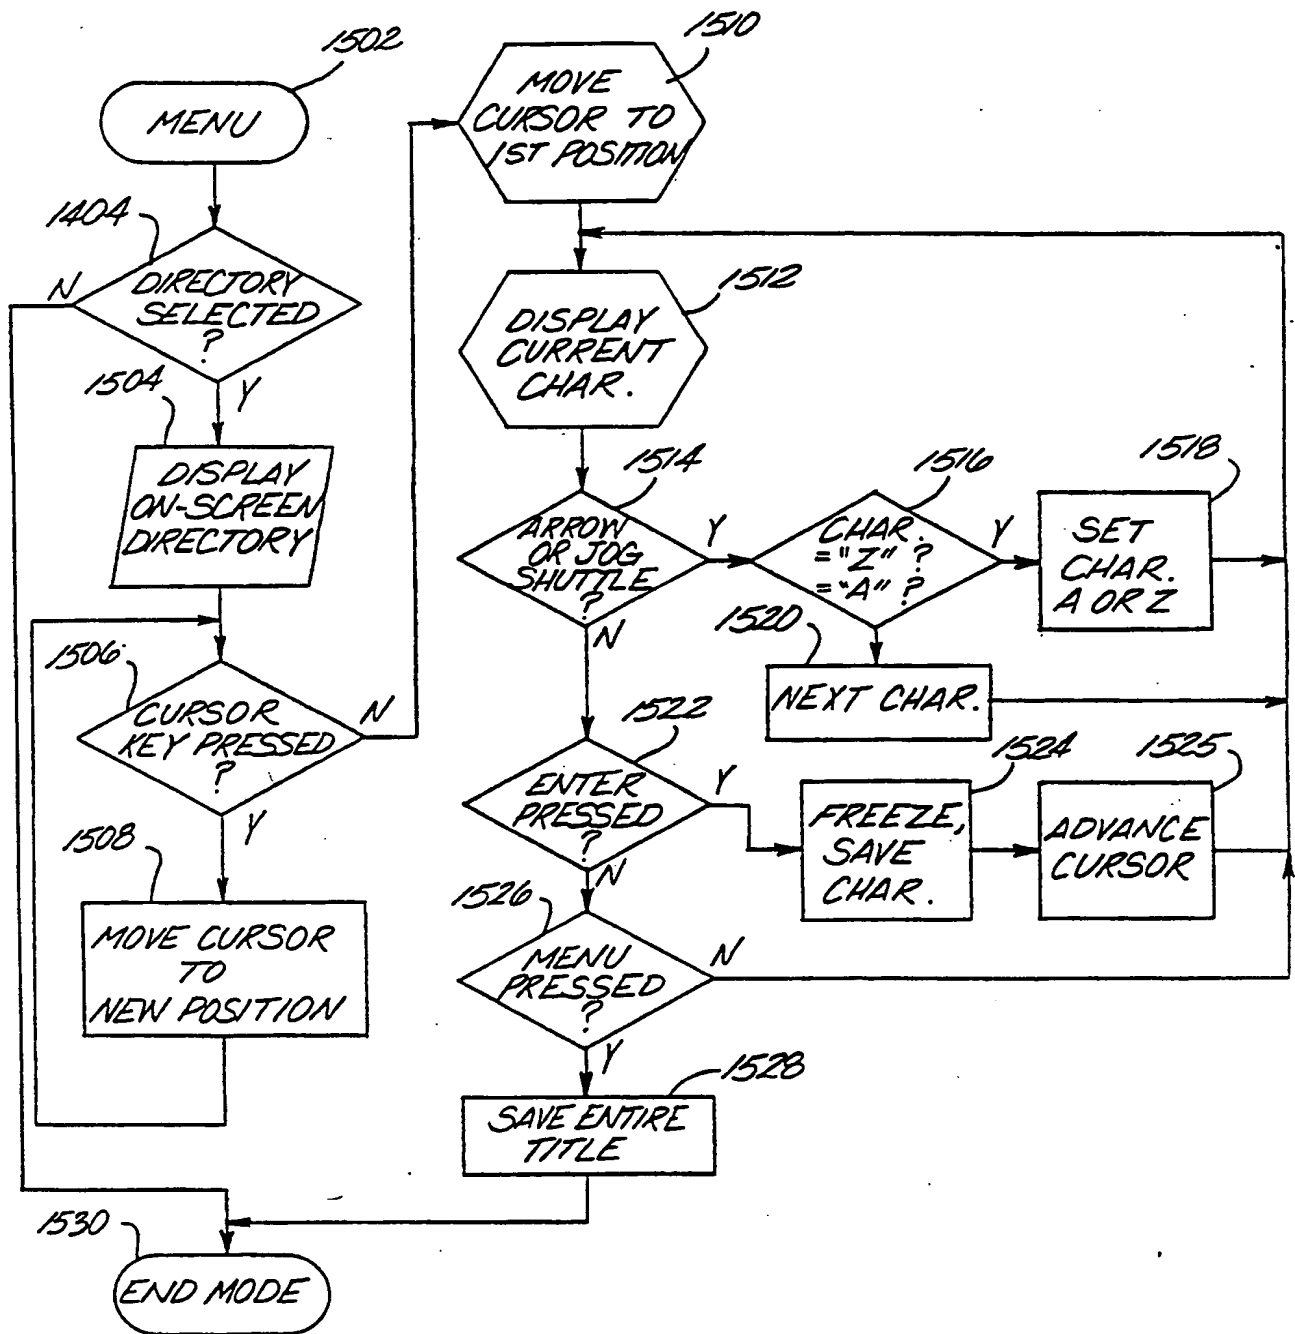 1502
MENU
1404
DIRECTORY
SELECTED
?
N
Y
1504
DISPLAY
ON-SCREEN
DIRECTORY
1506
CURSOR
KEY PRESSED
?
N
Y
1508
MOVE CURSOR
TO
NEW POSITION
1510
MOVE
CURSOR TO
1ST POSITION
1512
DISPLAY
CURRENT
CHAR.
1514
ARROW
OR JOG
SHUTTLE
?
Y
N
1516
CHAR.
="Z" ?
="A" ?
Y
1518
SET
CHAR.
A OR Z
1520
NEXT CHAR.
1522
ENTER
PRESSED
?
Y
N
1524
FREEZE,
SAVE
CHAR.
1525
ADVANCE
CURSOR
1526
MENU
PRESSED
?
N
Y
1528
SAVE ENTIRE
TITLE
1530
END MODE